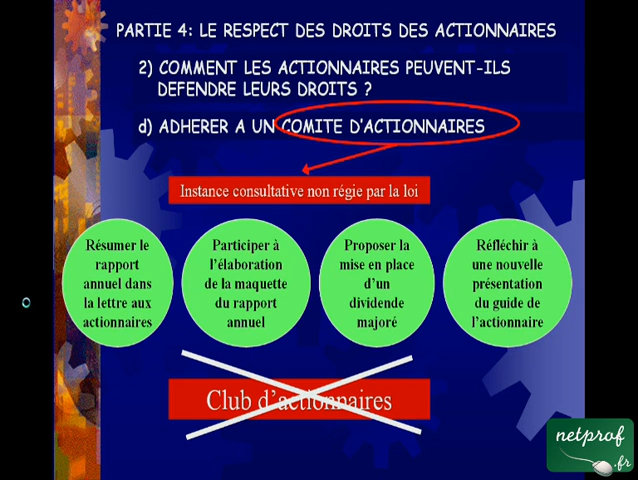 PARTIE 4: LE RESPECT DES DROITS DES ACTIONNAIRES
2) COMMENT LES ACTIONNAIRES PEUVENT-ILS
DEFENDRE LEURS DROITS ?
d) ADHERER A UN COMITE D'ACTIONNAIRES
Instance consultative non régie par la loi
Résumer le
rapport
annuel dans
la lettre aux
actionnaires
Participer à
l'élaboration
de la maquette
du rapport
annuel
Proposer la
mise en place
d'un
dividende
majoré
Réfléchir à
une nouvelle
présentation
du guide de
l'actionnaire
Club d'actionnaires
netprof
.fr